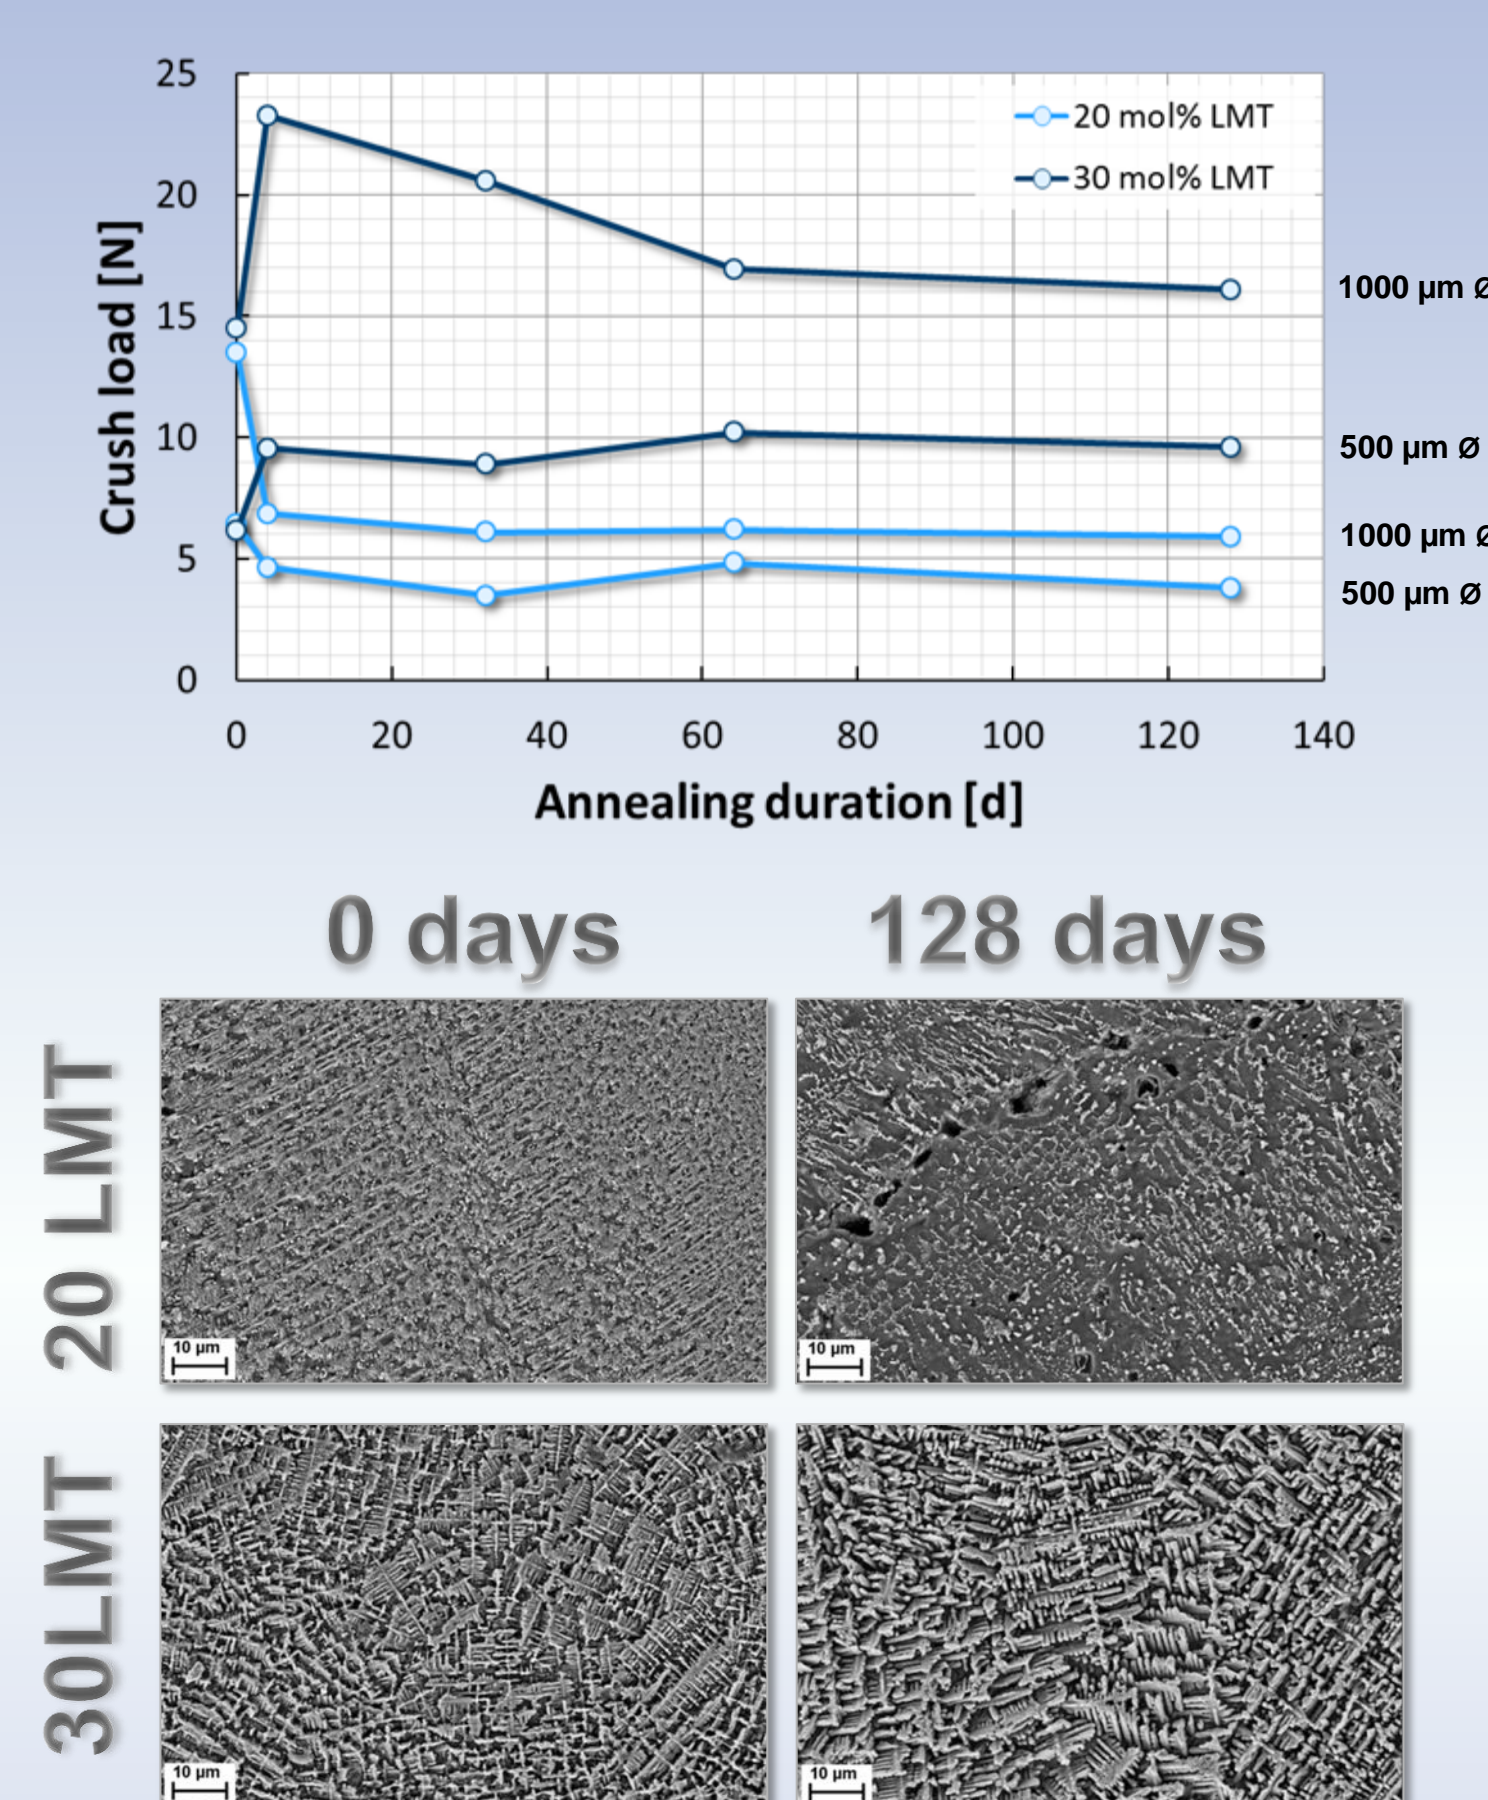 25
20
15
10
5
0
Crush load [N]
20 mol% LMT
30 mol% LMT
1000 µm Ø
500 µm Ø
1000 µm Ø
500 µm Ø
0 20 40 60 80 100 120 140
Annealing duration [d]
0 days 128 days
20 LMT
10 µm 10 µm
30LMT
10 µm 10 µm